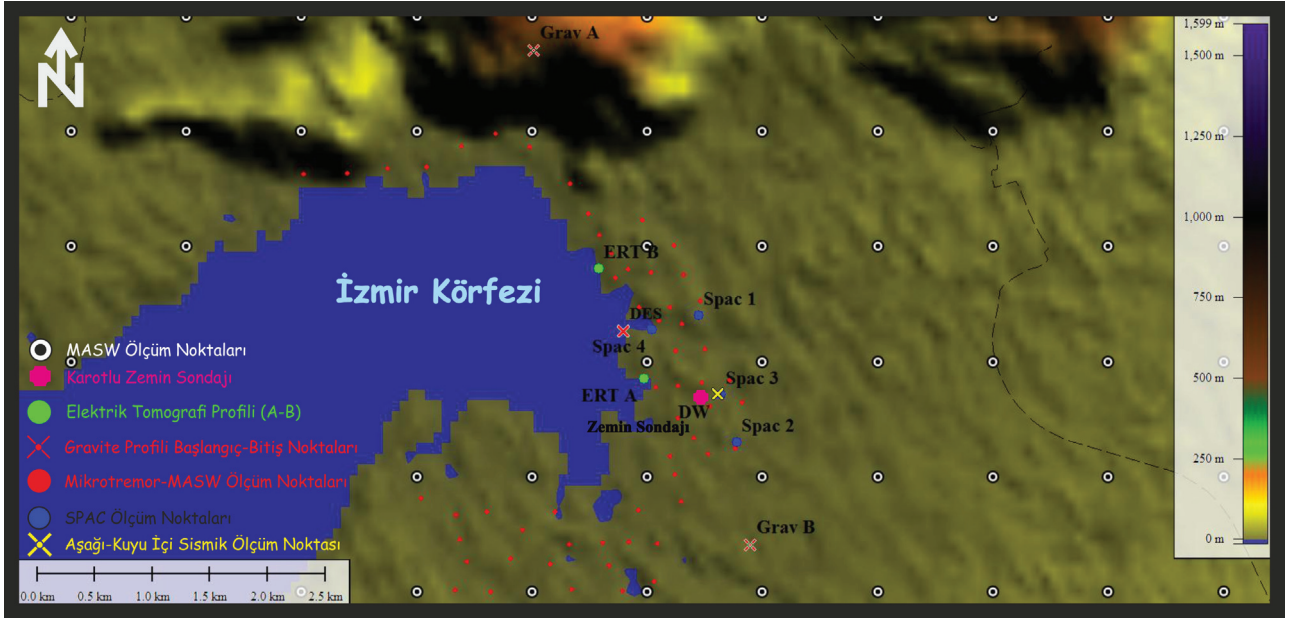 N
Grav A
ERT B
İzmir Körfezi
Spac 1
DES
Spac 4
Spac 3
ERT A
DW
Zemin Sondajı
Spac 2
Grav B
MASW Ölçüm Noktaları
Karotlu Zemin Sondajı
Elektrik Tomografi Profili (A-B)
Gravite Profili Başlangıç-Bitiş Noktaları
Mikrotremor-MASW Ölçüm Noktaları
SPAC Ölçüm Noktaları
Aşağı-Kuyu İçi Sismik Ölçüm Noktası
0.0 km 0.5 km 1.0 km 1.5 km 2.0 km 2.5 km
1,599 m
1,500 m
1,250 m
1,000 m
750 m
500 m
250 m
0 m